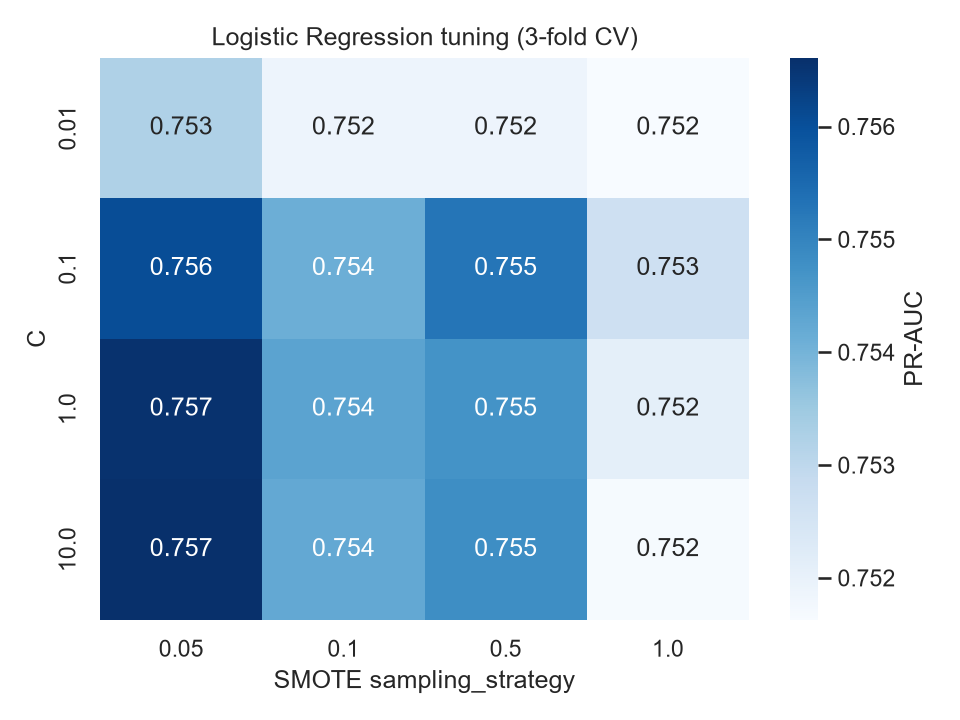 Logistic Regression tuning (3-fold CV)
0.01 0.753 0.752 0.752 0.752
0.1 0.756 0.754 0.755 0.753
1.0 0.757 0.754 0.755 0.752
10.0 0.757 0.754 0.755 0.752
C
0.05 0.1 0.5 1.0
SMOTE sampling_strategy
0.756
0.755
0.754
0.753
0.752
PR-AUC